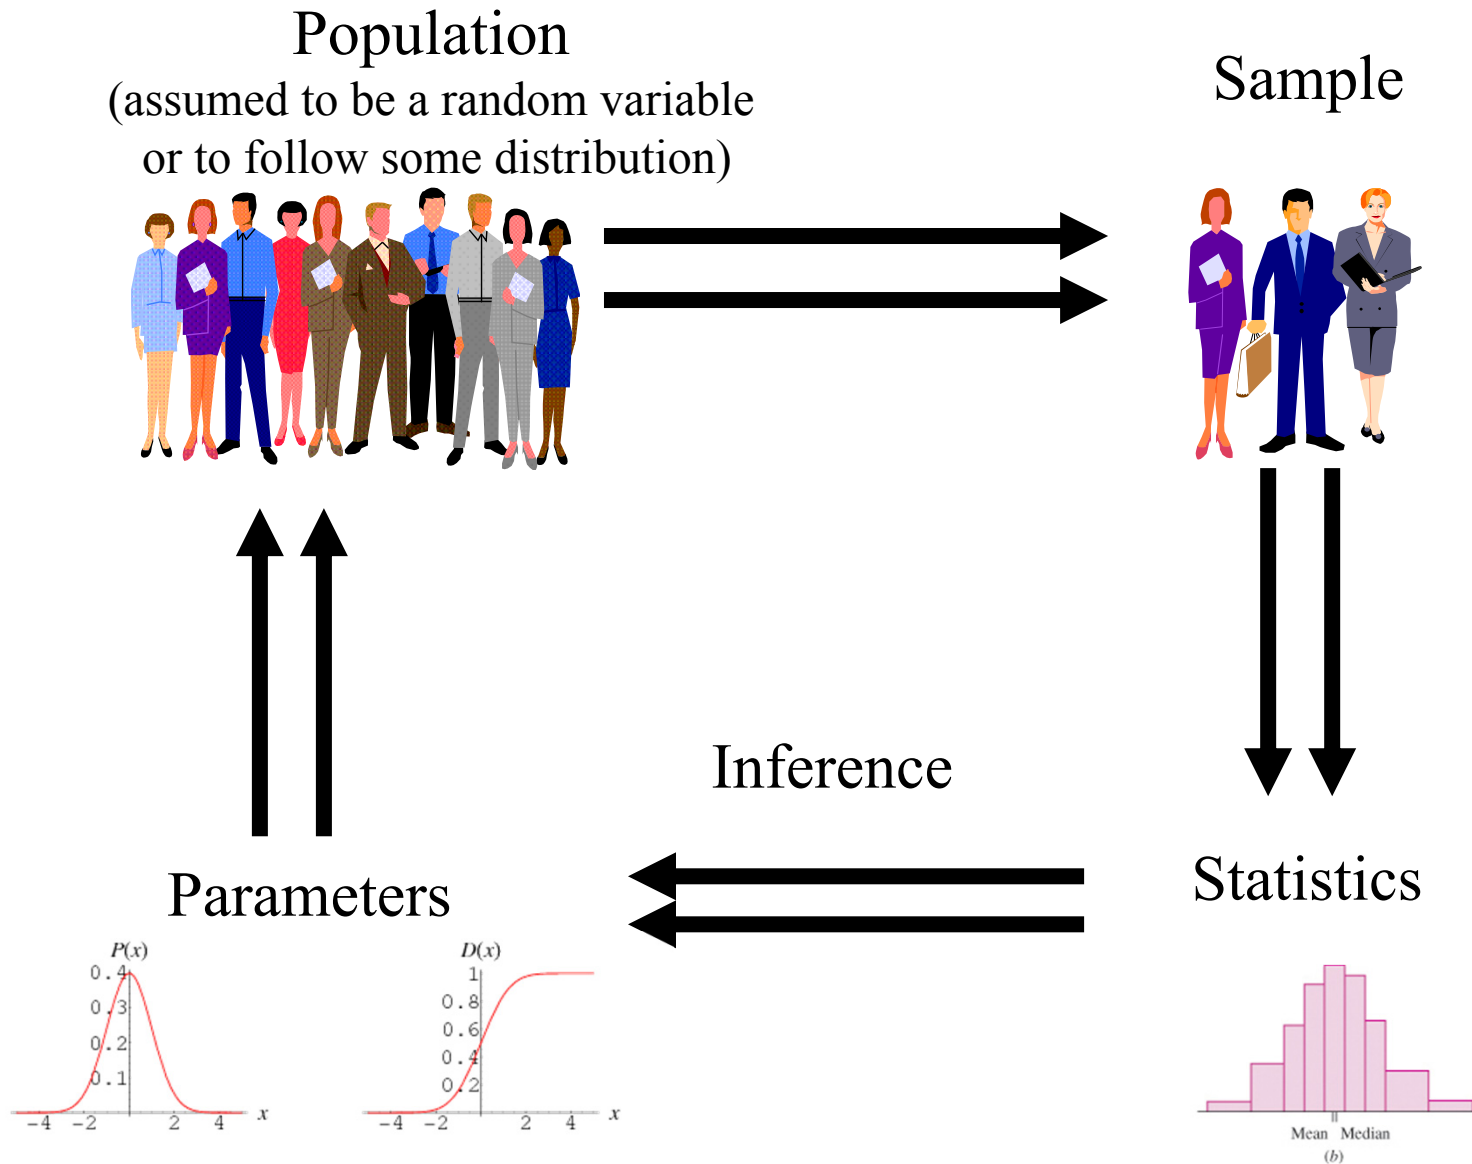 Population
(assumed to be a random variable
or to follow some distribution)
Sample
Inference
Parameters
Statistics
P(x)
0.4
0.3
0.2
0.1
-4 -2 2 4 x
D(x)
1
0.8
0.6
0.4
0.2
-4 -2 2 4 x
Mean Median
(b)